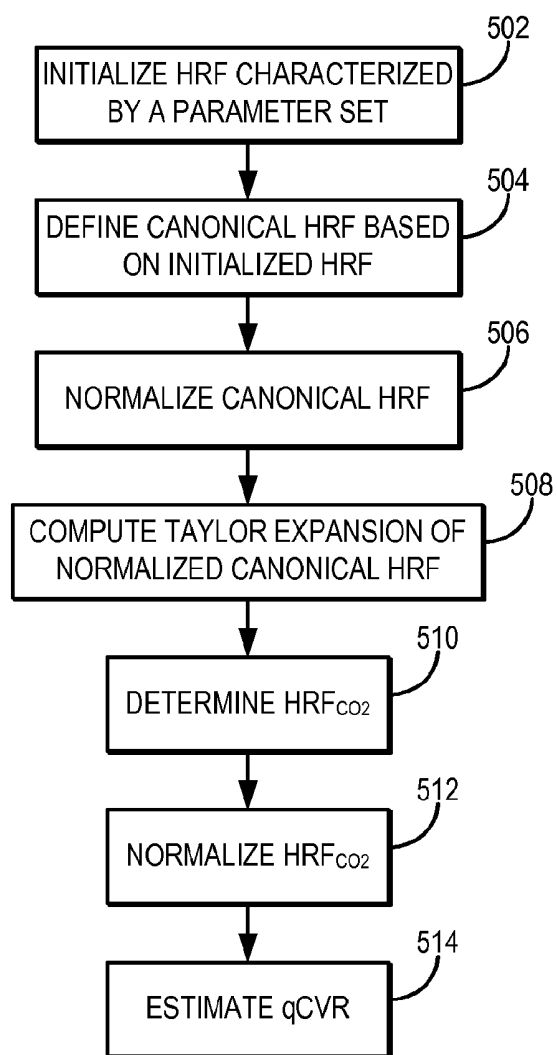 502
INITIALIZE HRF CHARACTERIZED
BY A PARAMETER SET
504
DEFINE CANONICAL HRF BASED
ON INITIALIZED HRF
506
NORMALIZE CANONICAL HRF
508
COMPUTE TAYLOR EXPANSION OF
NORMALIZED CANONICAL HRF
510
DETERMINE HRFCO2
512
NORMALIZE HRFCO2
514
ESTIMATE qCVR